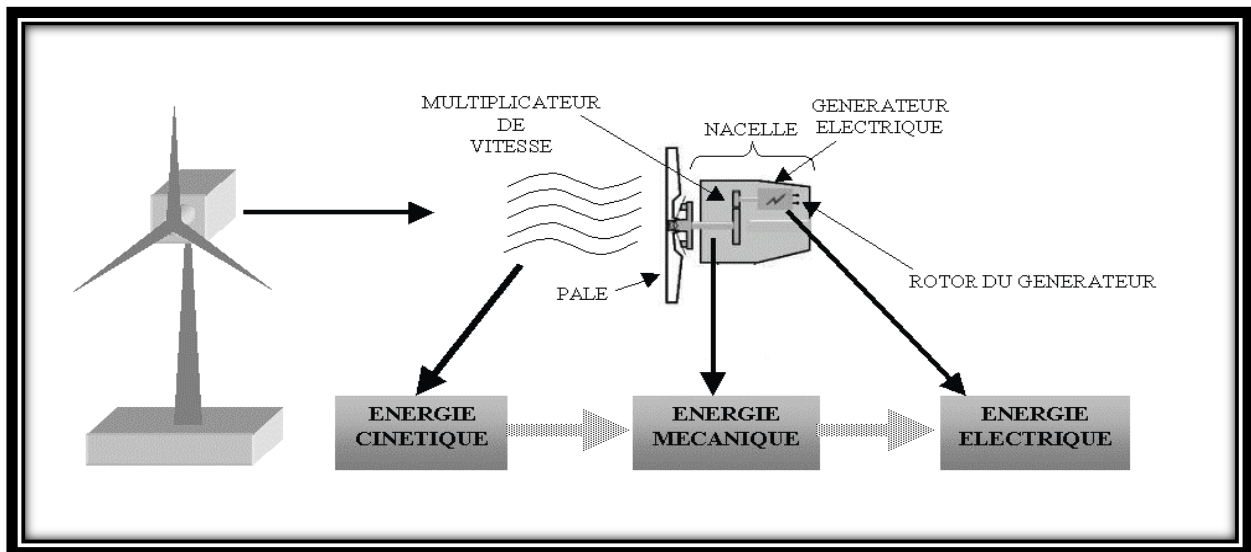 MULTIPLICATEUR
DE
VITESSE
NACELLE
GENERATEUR
ELECTRIQUE
PALE
ROTOR DU GENERATEUR
ENERGIE
CINETIQUE
ENERGIE
MECANIQUE
ENERGIE
ELECTRIQUE